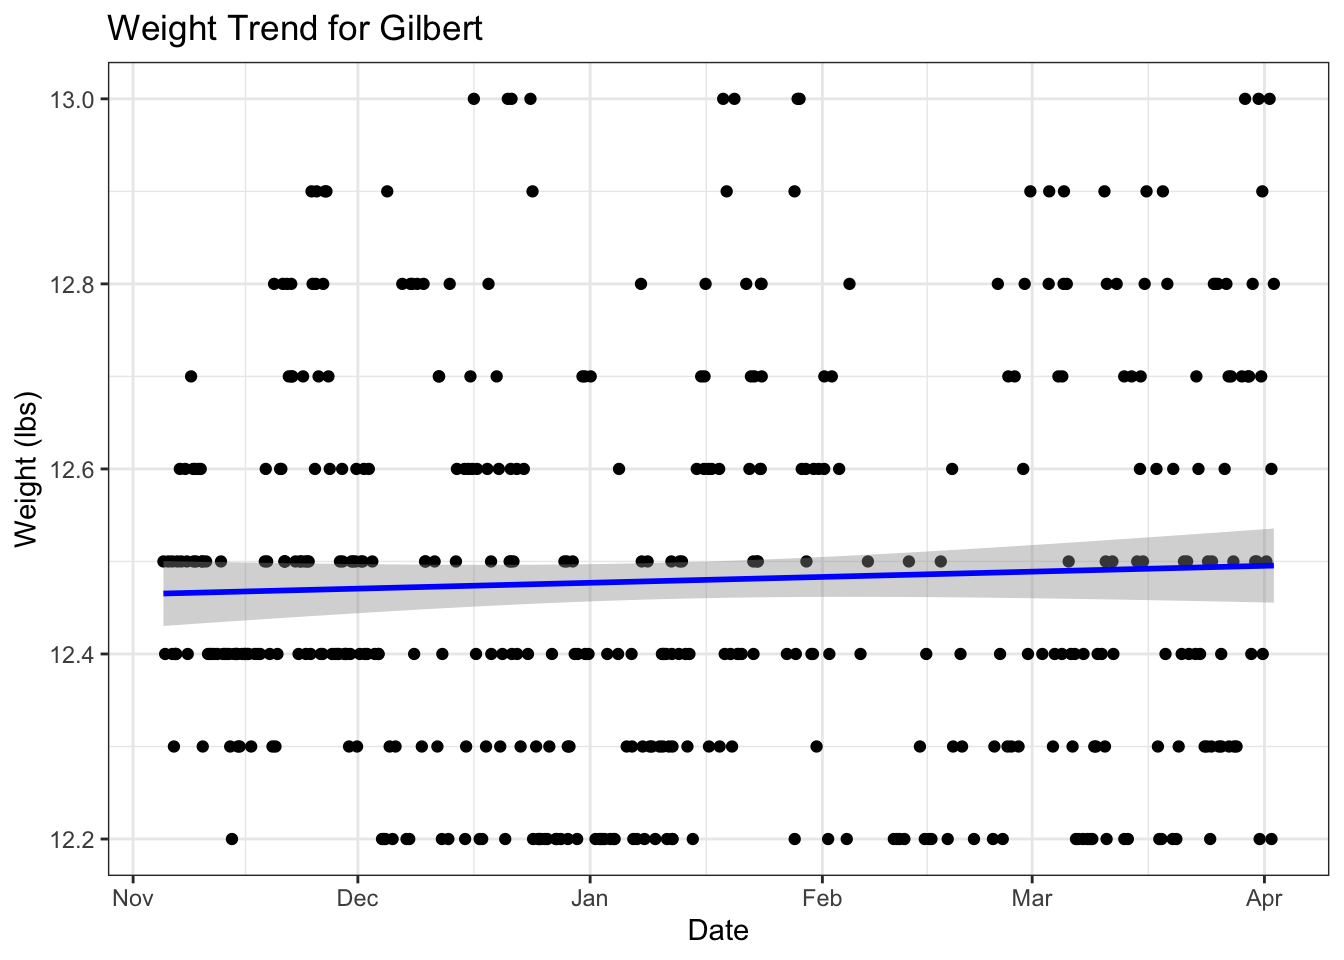 Weight Trend for Gilbert
13.0
12.8
12.6
12.4
12.2
Weight (lbs)
Nov Dec Jan Feb Mar Apr
Date